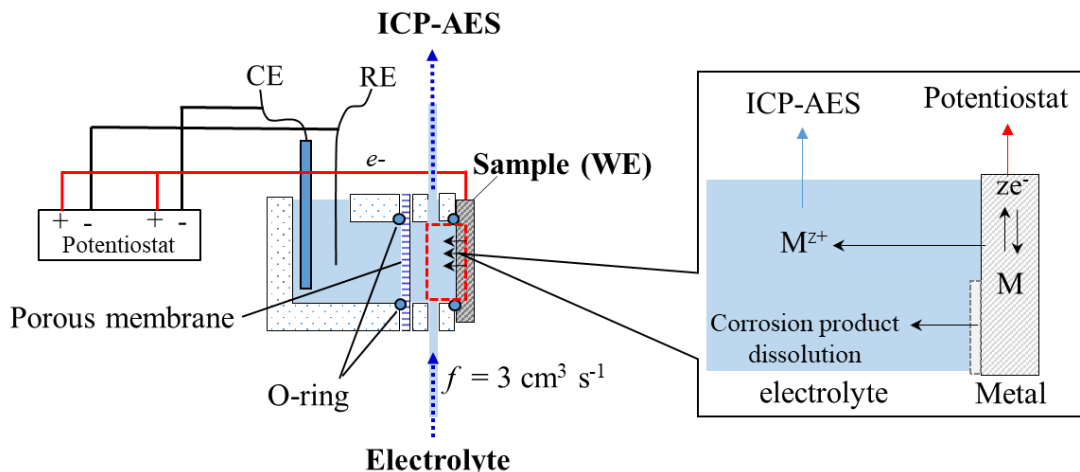 ICP-AES
CE
RE
e-
Sample (WE)
+ - + -
Potentiostat
Porous membrane
O-ring
f = 3 cm³ s⁻¹
Electrolyte
ICP-AES
Potentiostat
ze⁻
Mᶻ⁺
M
Corrosion product
dissolution
electrolyte
Metal